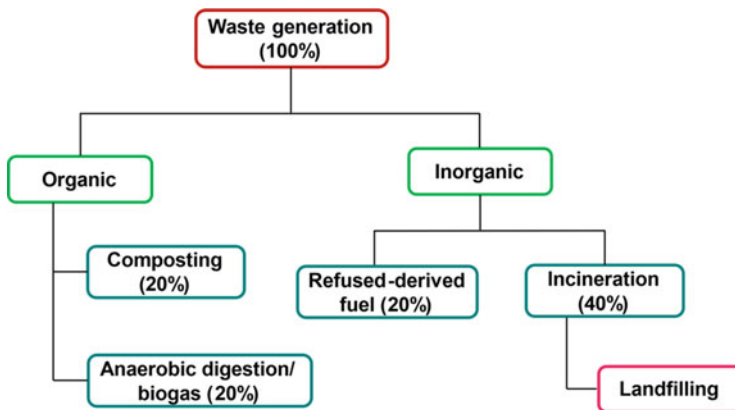 Waste generation
(100%)
Organic
Inorganic
Composting
(20%)
Refused-derived
fuel (20%)
Incineration
(40%)
Anaerobic digestion/
biogas (20%)
Landfilling